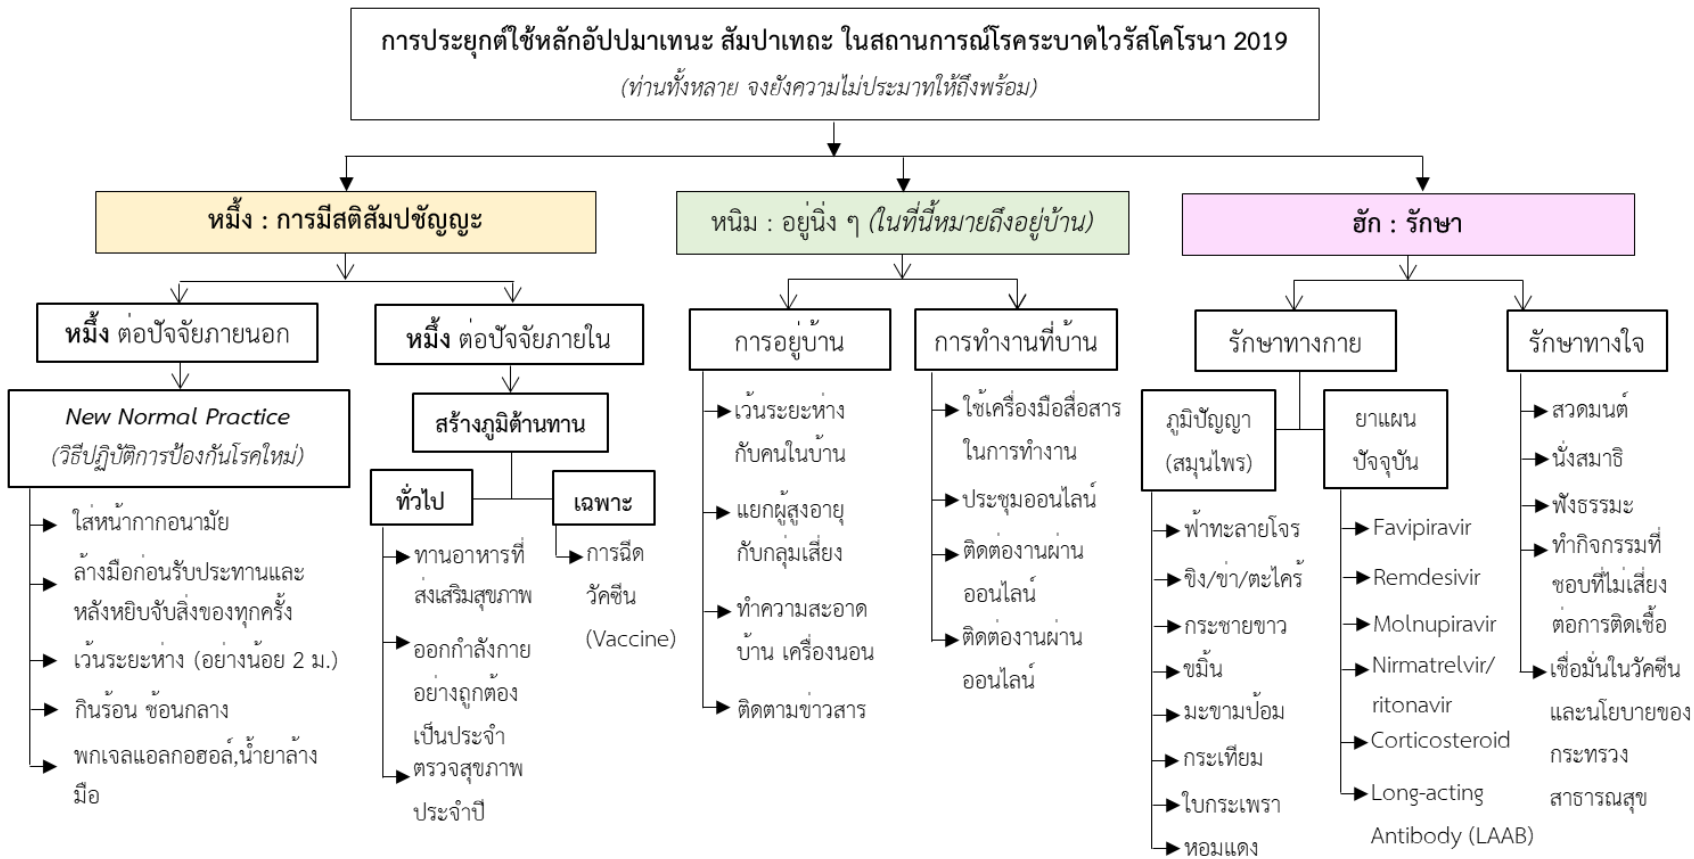 การประยุกต์ใช้หลักอัปปมาเทนะ สัมปาเทถะ ในสถานการณ์โรคระบาดไวรัสโคโรนา 2019
(ท่านทั้งหลาย จงยังความไม่ประมาทให้ถึงพร้อม)
หมึ้ง : การมีสติสัมปชัญญะ
หมึ้ง ต่อปัจจัยภายนอก
New Normal Practice
(วิธีปฏิบัติการป้องกันโรคใหม่)
ใส่หน้ากากอนามัย
ล้างมือก่อนรับประทานและ
หลังหยิบจับสิ่งของทุกครั้ง
เว้นระยะห่าง (อย่างน้อย 2 ม.)
กินร้อน ช้อนกลาง
พกเจลแอลกอฮอล์,น้ำยาล้าง
มือ
หมึ้ง ต่อปัจจัยภายใน
สร้างภูมิต้านทาน
ทั่วไป
ทานอาหารที่
ส่งเสริมสุขภาพ
ออกกำลังกาย
อย่างถูกต้อง
เป็นประจำ
ตรวจสุขภาพ
ประจำปี
เฉพาะ
การฉีด
วัคซีน
(Vaccine)
หนิม : อยู่นิ่ง ๆ (ในที่นี้หมายถึงอยู่บ้าน)
การอยู่บ้าน
เว้นระยะห่าง
กับคนในบ้าน
แยกผู้สูงอายุ
กับกลุ่มเสี่ยง
ทำความสะอาด
บ้าน เครื่องนอน
ติดตามข่าวสาร
การทำงานที่บ้าน
ใช้เครื่องมือสื่อสาร
ในการทำงาน
ประชุมออนไลน์
ติดต่องานผ่าน
ออนไลน์
ติดต่องานผ่าน
ออนไลน์
ฮัก : รักษา
รักษาทางกาย
ภูมิปัญญา
(สมุนไพร)
ฟ้าทะลายโจร
ขิง/ข่า/ตะไคร้
กระชายขาว
ขมิ้น
มะขามป้อม
กระเทียม
ใบกระเพรา
หอมแดง
ยาแผน
ปัจจุบัน
Favipiravir
Remdesivir
Molnupiravir
Nirmatrelvir/
ritonavir
Corticosteroid
Long-acting
Antibody (LAAB)
รักษาทางใจ
สวดมนต์
นั่งสมาธิ
ฟังธรรมะ
ทำกิจกรรมที่
ชอบที่ไม่เสี่ยง
ต่อการติดเชื้อ
เชื่อมั่นในวัคซีน
และนโยบายของ
กระทรวง
สาธารณสุข